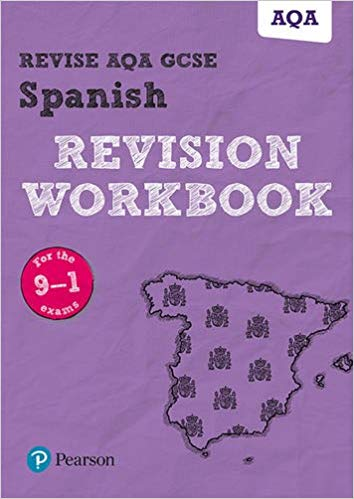 AQA
REVISE AQA GCSE
Spanish
REVISION
WORKBOOK
For the
9–1
exams
Pearson